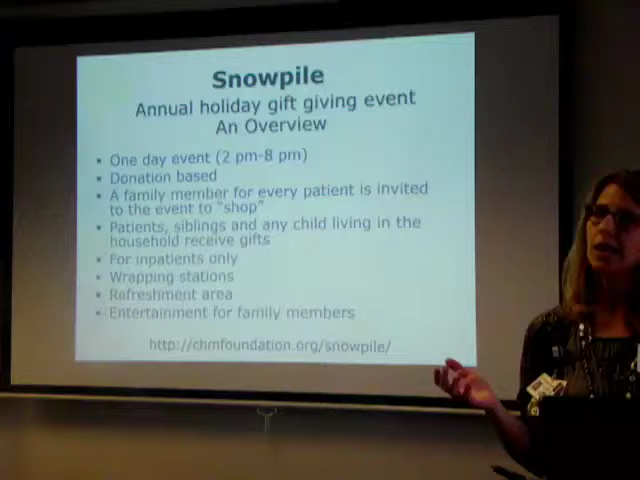 Snowpile
Annual holiday gift giving event
An Overview
• One day event (2 pm-8 pm)
• Donation based
• A family member for every patient is invited
to the event to "shop"
• Patients, siblings and any child living in the
household receive gifts
• For inpatients only
• Wrapping stations
• Refreshment area
• Entertainment for family members
http://chmfoundation.org/snowpile/